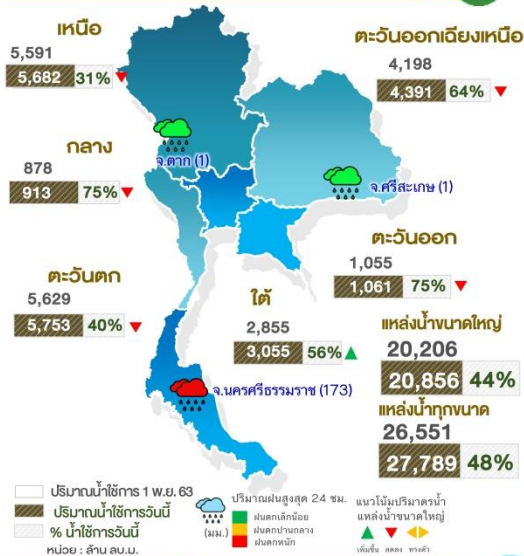 เหนือ
5,591
5,682 31%
ตะวันออกเฉียงเหนือ
4,198
4,391 64%
กลาง
878
913 75%
จ.ตาก (1)
จ.ศรีสะเกษ (1)
ตะวันออก
1,055
1,061 75%
ตะวันตก
5,629
5,753 40%
ใต้
2,855
3,055 56%
แหล่งน้ำขนาดใหญ่
20,206
20,856 44%
แหล่งน้ำทุกขนาด
26,551
27,789 48%
จ.นครศรีธรรมราช (173)
ปริมาณน้ำใช้การ 1 พ.ย. 63
ปริมาณน้ำใช้การวันนี้
% น้ำใช้การวันนี้
หน่วย : ล้าน ลบ.ม.
ปริมาณฝนสูงสุด 24 ชม.
(มม.)
ฝนตกเล็กน้อย
ฝนตกปานกลาง
ฝนตกหนัก
แนวโน้มปริมาตรน้ำ
แหล่งน้ำขนาดใหญ่
เพิ่มขึ้น ลดลง ทรงตัว